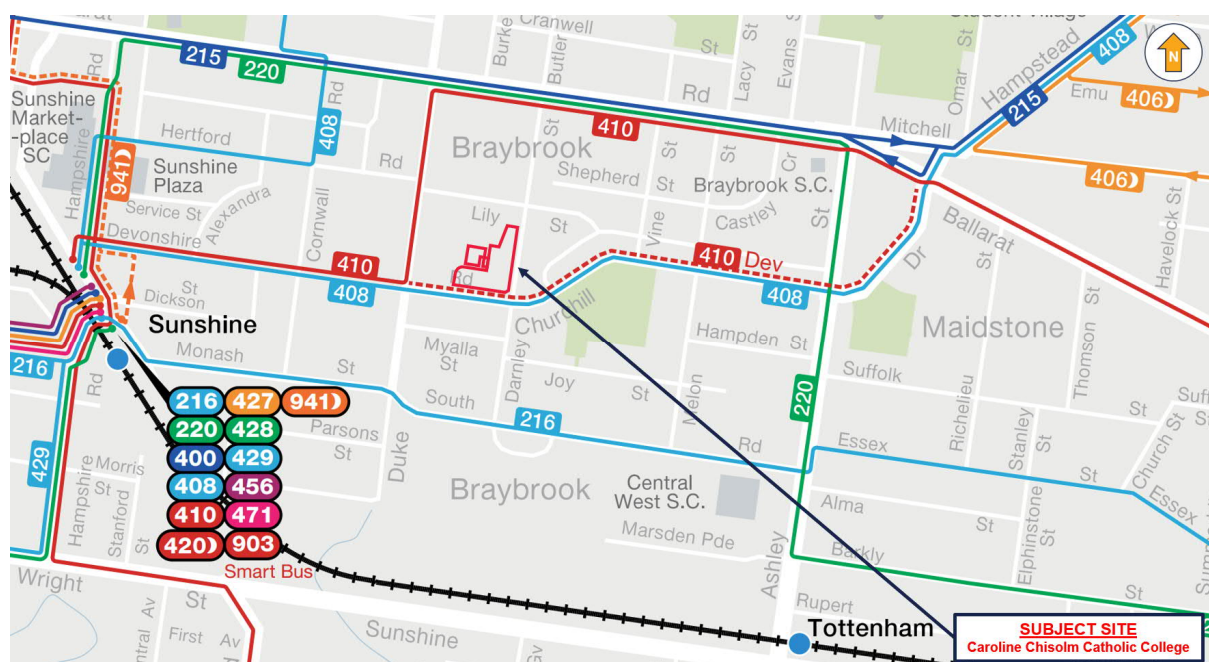 Cranwell
St
Burke
Butler
Lacy
St
Evans
Omar
St
Hampstead
408
215
220
215
Emu
406
Mitchell
Rd
Sunshine
Market-
-place
SC
Hampshire
941
Hertford
408
Rd
Rd
410
Rd
St
Braybrook
Shepherd
St
St
St
Cr
Braybrook S.C.
406
Sunshine
Plaza
Service St
Alexandra
Cornwall
Lily
St
Vine
Castley
St
Ballarat
St
Havelock St
Devonshire
410
Rd
410 Dev
Dr
408
408
St
Dickson
Sunshine
Churchill
Maidstone
Monash
St
Myalla
St
Darnley
St
Hampden
St
Joy
St
Melon
Suffolk
Richelieu
Thomson
St
St
216
Rd
South
216
Rd
220
Essex
Stanley
St
St
Church St
Essex
216
427
941
220
428
400
429
408
456
410
471
420
903
Smart Bus
Parsons
St
Duke
429
Hampshire
Morris
St
Stanford
St
Braybrook
Central
West S.C.
Alma
St
Elphinstone
St
Marsden Pde
Ashley
Barkly
St
Wright
St
Av
First
Av
Sunshine
Rupert
St
Tottenham
SUBJECT SITE
Caroline Chisolm Catholic College
N